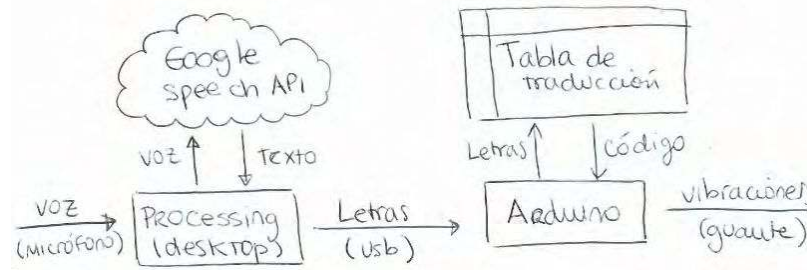 Google
speech API
Tabla de
traducción
voz
Texto
Letras
código
voz
(micrófono)
Processing
(desktop)
Letras
(usb)
Arduino
vibraciones
(guante)